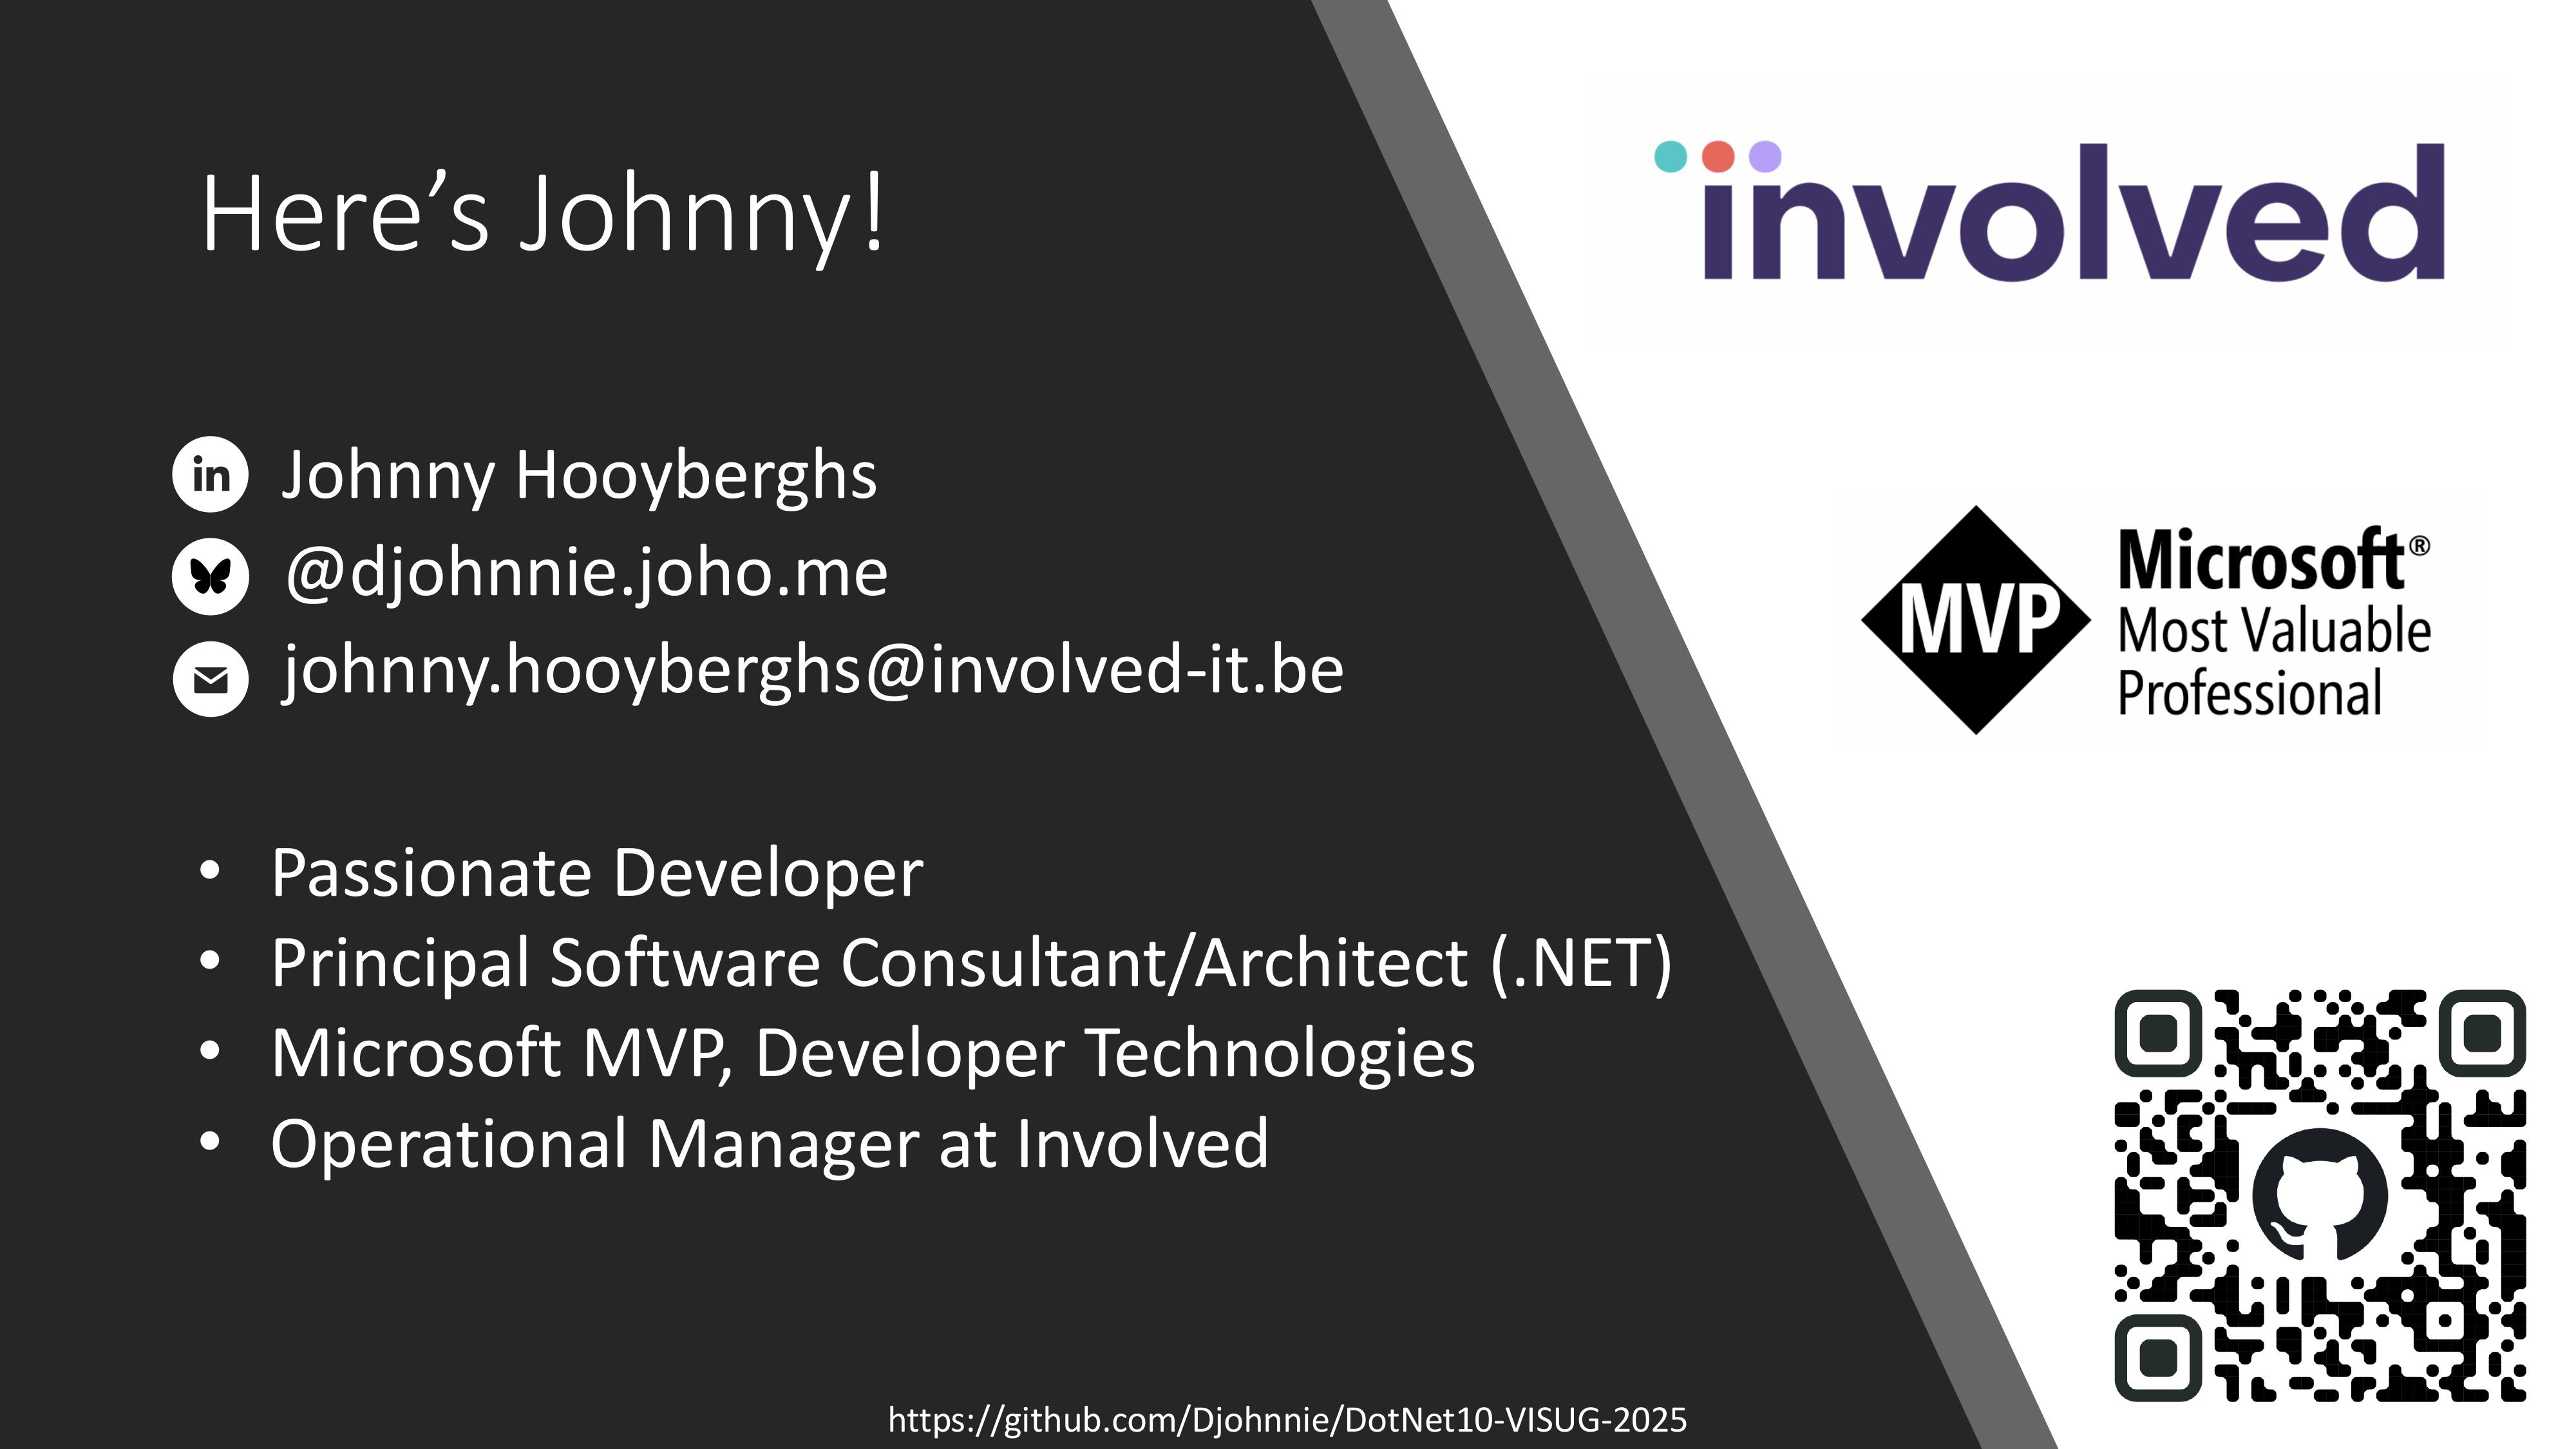 Here’s Johnny!
Johnny Hooyberghs
@djohnnie.joho.me
johnny.hooyberghs@involved-it.be
• Passionate Developer
• Principal Software Consultant/Architect (.NET)
• Microsoft MVP, Developer Technologies
• Operational Manager at Involved
https://github.com/Djohnnie/DotNet10-VISUG-2025
involved
MVP
Microsoft®
Most Valuable
Professional
in